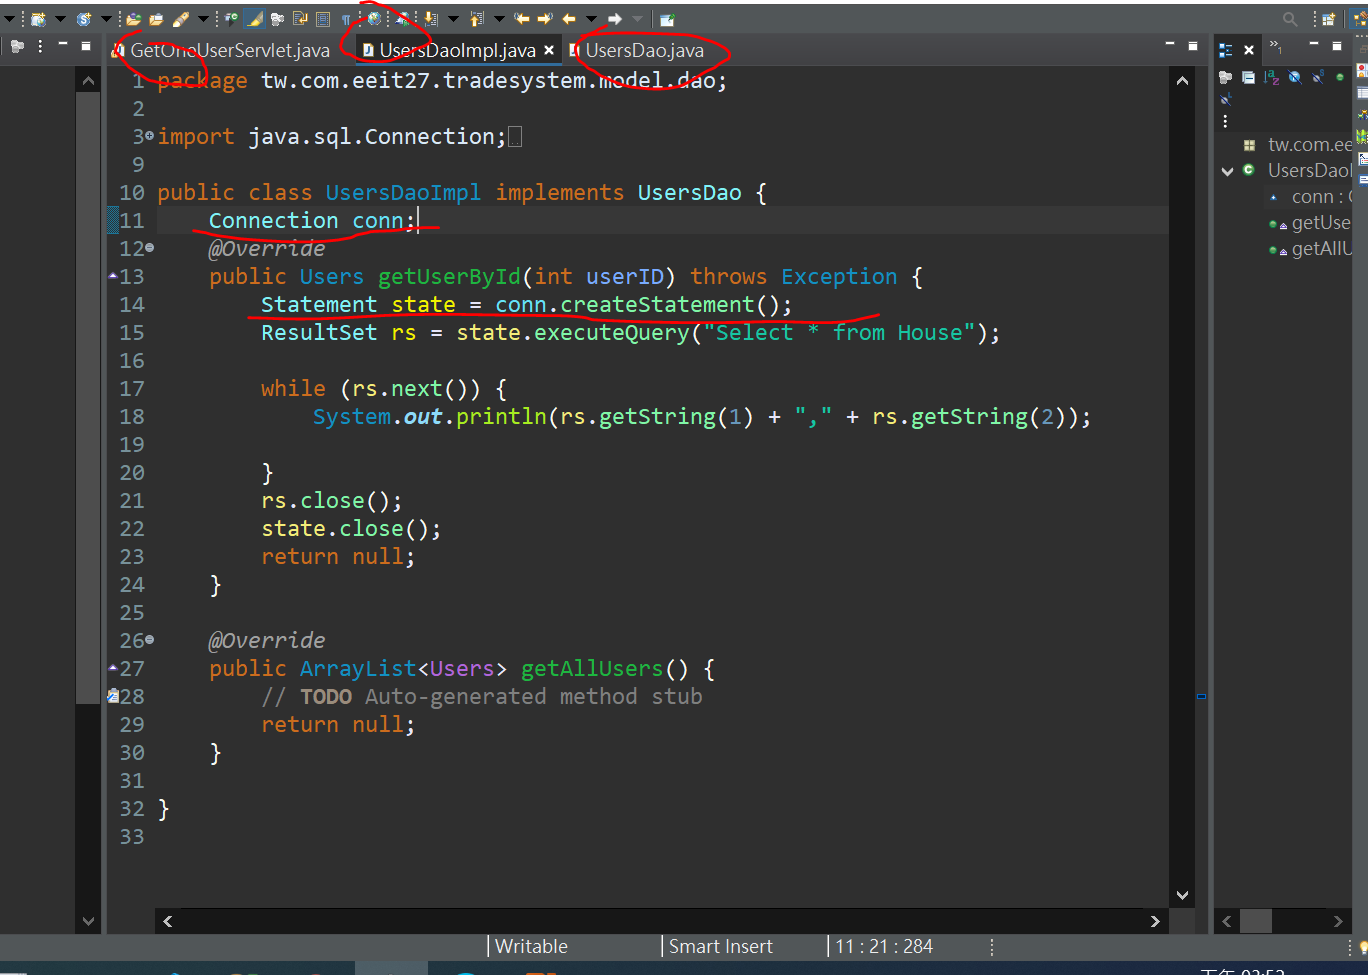 GetOneUserServlet.java
UsersDaoImpl.java
UsersDao.java
1 package tw.com.eeit27.tradesystem.model.dao;
2
3 import java.sql.Connection;
9
10 public class UsersDaoImpl implements UsersDao {
11 Connection conn;
12 @Override
13 public Users getUserById(int userID) throws Exception {
14 Statement state = conn.createStatement();
15 ResultSet rs = state.executeQuery("Select * from House");
16
17 while (rs.next()) {
18 System.out.println(rs.getString(1) + "," + rs.getString(2));
19
20 }
21 rs.close();
22 state.close();
23 return null;
24 }
25
26 @Override
27 public ArrayList<Users> getAllUsers() {
28 // TODO Auto-generated method stub
29 return null;
30 }
31
32 }
33
tw.com.ee
UsersDaoI
conn :
getUse
getAllU
Writable
Smart Insert
11 : 21 : 284